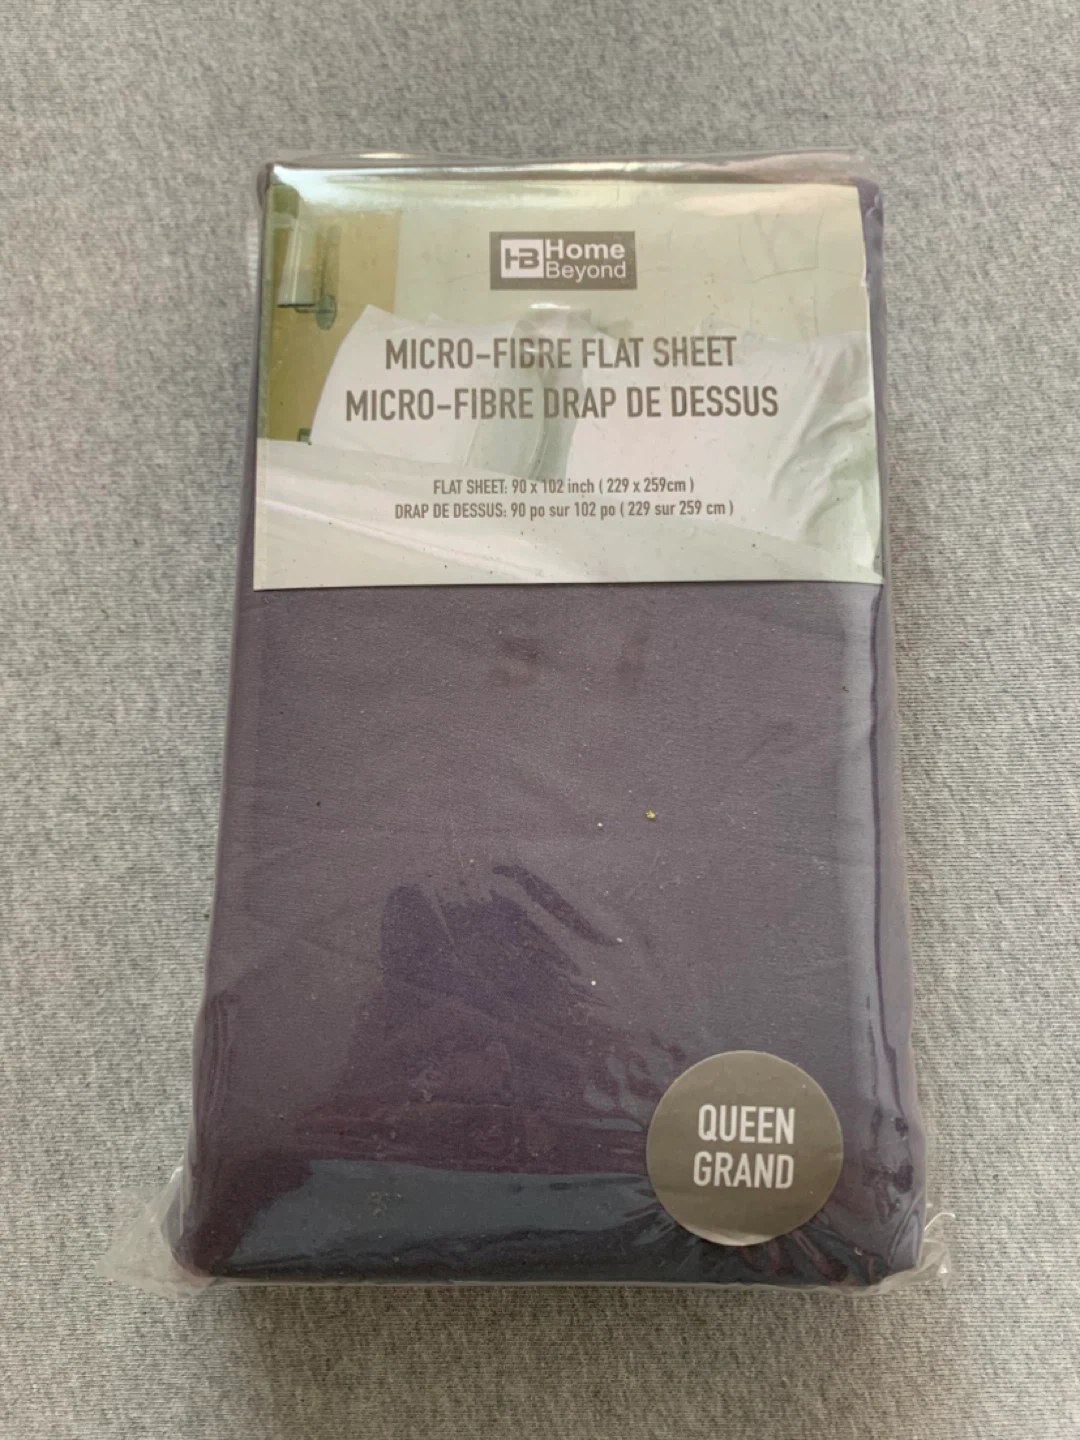 HB Home
Beyond
MICRO-FIBRE FLAT SHEET
MICRO-FIBRE DRAP DE DESSUS
FLAT SHEET: 90 x 102 inch ( 229 x 259cm )
DRAP DE DESSUS: 90 po sur 102 po ( 229 sur 259 cm )
QUEEN
GRAND